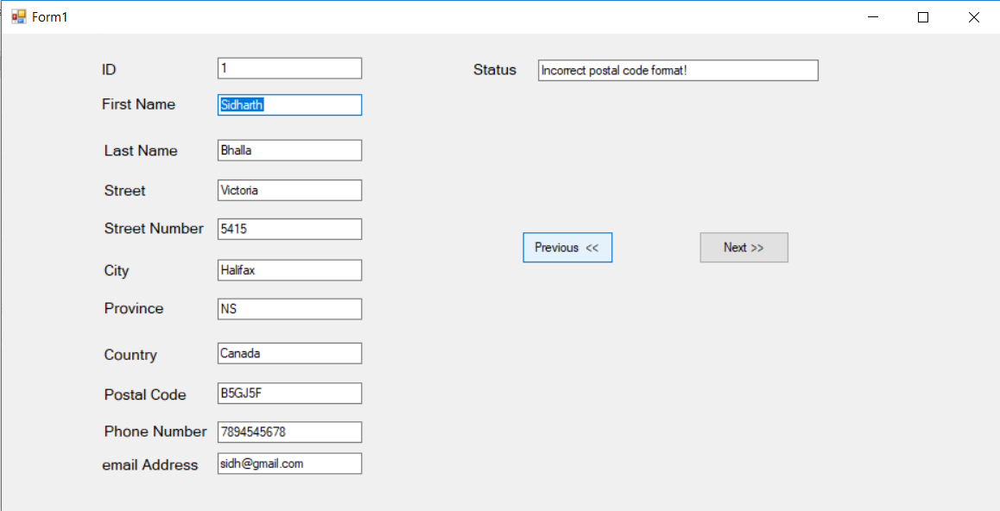 Form1
ID 1
Status Incorrect postal code format!
First Name Sidharth
Last Name Bhalla
Street Victoria
Street Number 5415
Previous << Next >>
City Halifax
Province NS
Country Canada
Postal Code B5GJ5F
Phone Number 7894545678
email Address sidh@gmail.com